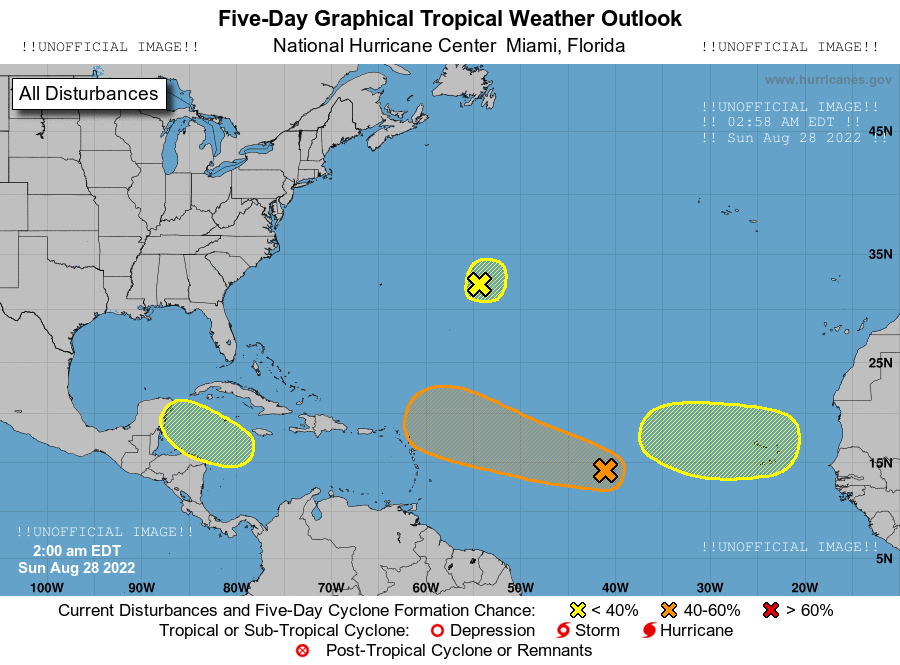 Five-Day Graphical Tropical Weather Outlook
!!UNOFFICIAL IMAGE!! National Hurricane Center Miami, Florida !!UNOFFICIAL IMAGE!!
www.hurricanes.gov
All Disturbances
!!UNOFFICIAL IMAGE!!
!! 02:58 AM EDT !!
!! Sun Aug 28 2022 !!
45N
35N
25N
15N
!!UNOFFICIAL IMAGE!!
2:00 am EDT
Sun Aug 28 2022
!!UNOFFICIAL IMAGE!!
5N
100W 90W 80W 70W 60W 50W 40W 30W 20W
Current Disturbances and Five-Day Cyclone Formation Chance: < 40% 40-60% > 60%
Tropical or Sub-Tropical Cyclone: Depression Storm Hurricane
Post-Tropical Cyclone or Remnants